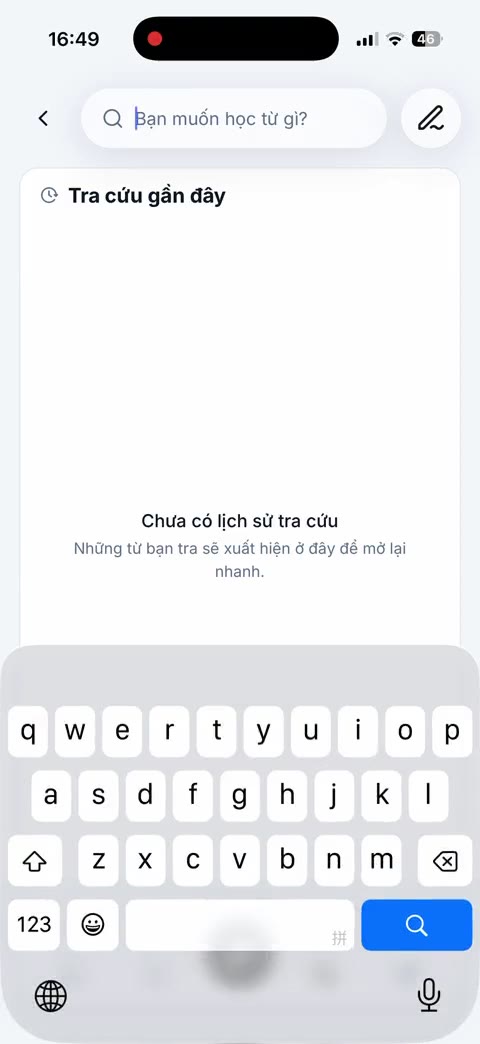 16:49
46
Bạn muốn học từ gì?
Tra cứu gần đây
Chưa có lịch sử tra cứu
Những từ bạn tra sẽ xuất hiện ở đây để mở lại
nhanh.
q w e r t y u i o p
a s d f g h j k l
z x c v b n m
123
拼